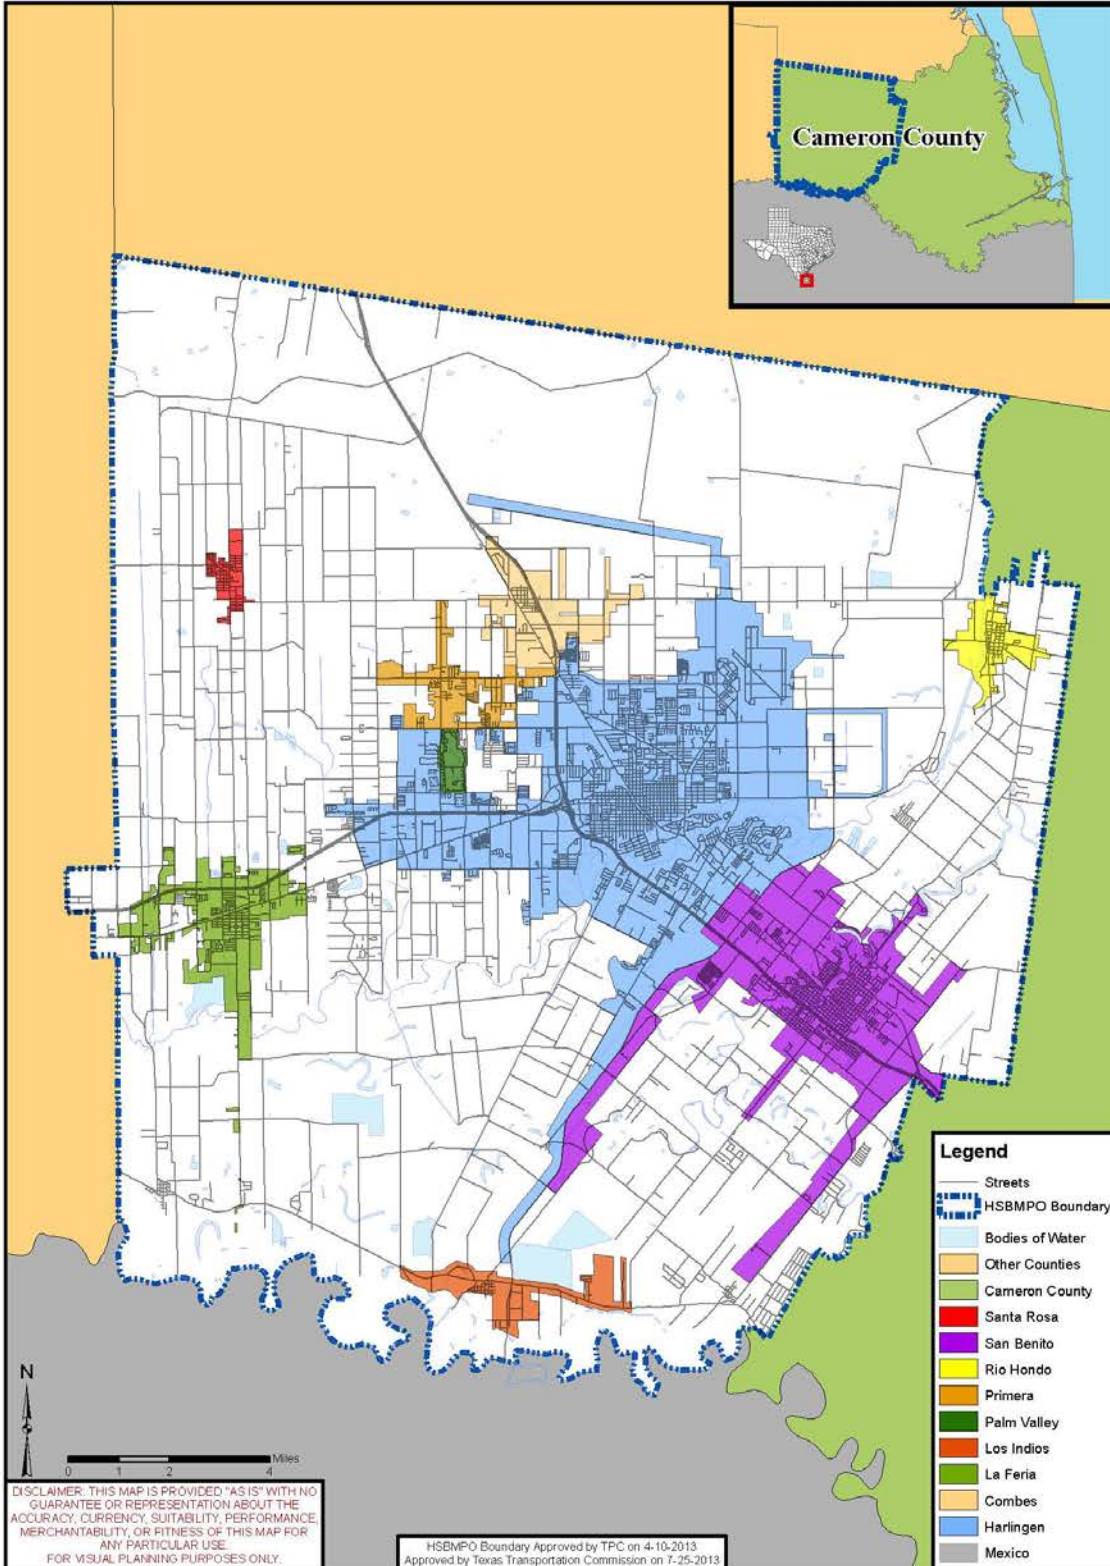 Cameron County
Legend
Streets
HSBMPO Boundary
Bodies of Water
Other Counties
Cameron County
Santa Rosa
San Benito
Rio Hondo
Primera
Palm Valley
Los Indios
La Feria
Combes
Harlingen
Mexico
N
Miles
0 1 2 4
DISCLAIMER: THIS MAP IS PROVIDED "AS IS" WITH NO
GUARANTEE OR REPRESENTATION ABOUT THE
ACCURACY, CURRENCY, SUITABILITY, PERFORMANCE,
MERCHANTABILITY, OR FITNESS OF THIS MAP FOR
ANY PARTICULAR USE.
FOR VISUAL PLANNING PURPOSES ONLY.
HSBMPO Boundary Approved by TPC on 4-10-2013
Approved by Texas Transportation Commission on 7-25-2013